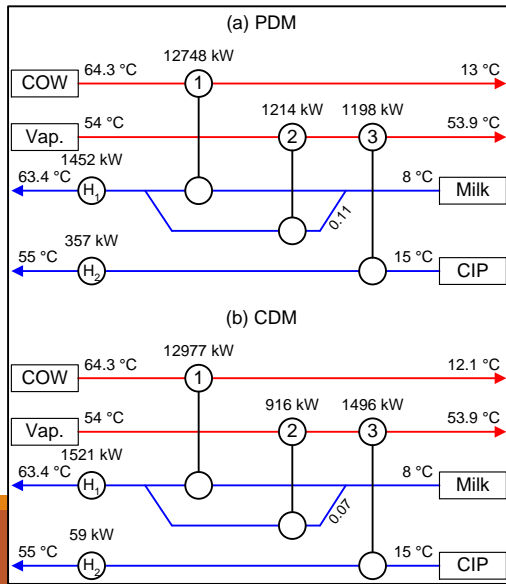 (a) PDM
12748 kW
64.3 °C
13 °C
COW
1
1214 kW
1198 kW
54 °C
53.9 °C
Vap.
2
3
1452 kW
63.4 °C
8 °C
H1
Milk
0.11
357 kW
55 °C
15 °C
H2
CIP
(b) CDM
12977 kW
64.3 °C
12.1 °C
COW
1
916 kW
1496 kW
54 °C
53.9 °C
Vap.
2
3
1521 kW
63.4 °C
8 °C
H1
Milk
0.07
59 kW
55 °C
15 °C
H2
CIP